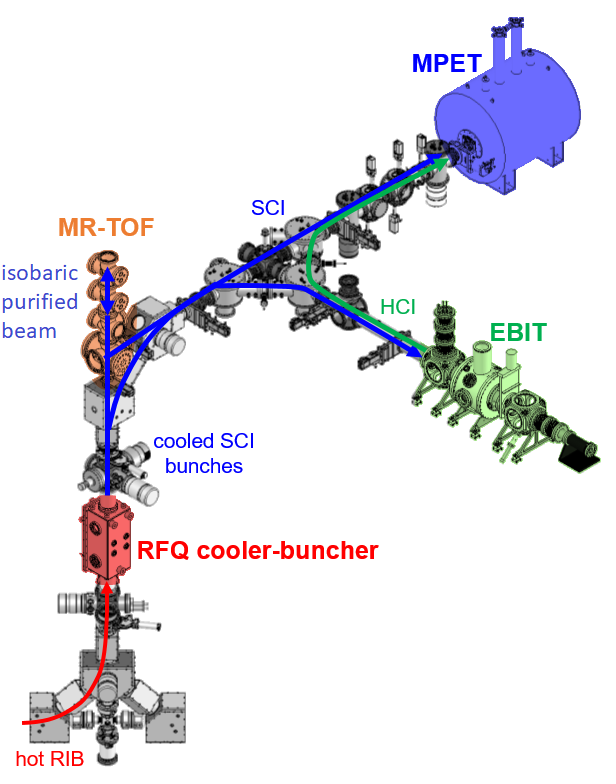 MPET
SCI
MR-TOF
isobaric
purified
beam
HCI
EBIT
cooled SCI
bunches
RFQ cooler-buncher
hot RIB